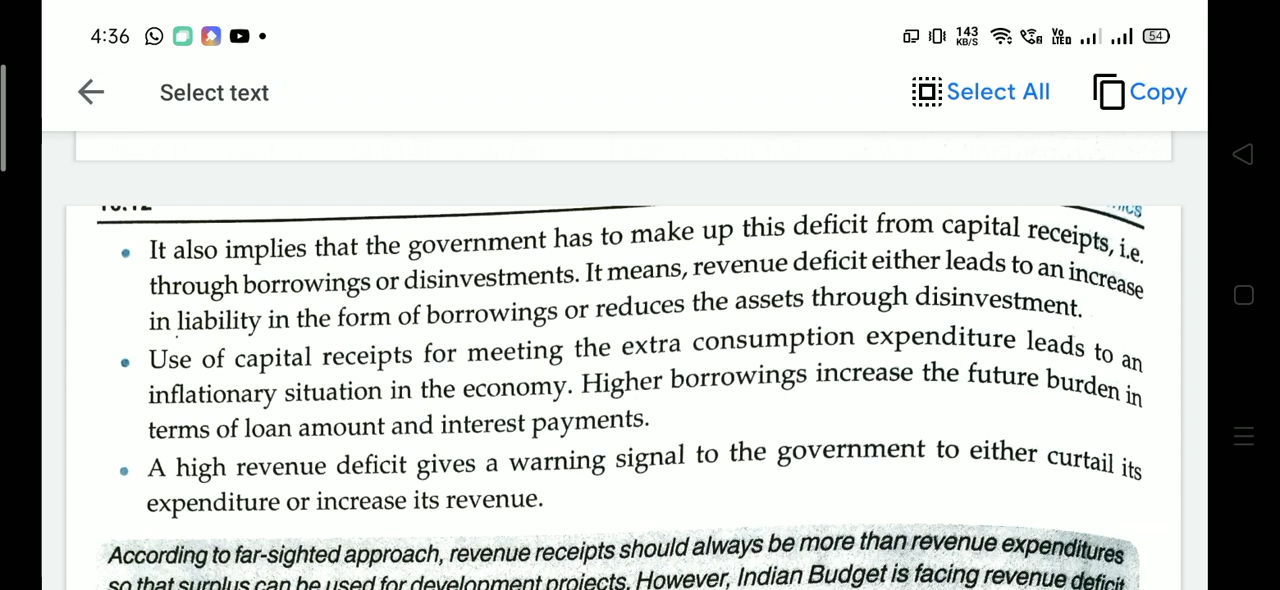 4:36
143 KB/S
Vo LTED
54
Select text
Select All
Copy
It also implies that the government has to make up this deficit from capital receipts, i.e.
through borrowings or disinvestments. It means, revenue deficit either leads to an increase
in liability in the form of borrowings or reduces the assets through disinvestment.
Use of capital receipts for meeting the extra consumption expenditure leads to an
inflationary situation in the economy. Higher borrowings increase the future burden in
terms of loan amount and interest payments.
A high revenue deficit gives a warning signal to the government to either curtail its
expenditure or increase its revenue.
According to far-sighted approach, revenue receipts should always be more than revenue expenditures
so that surplus can be used for development projects. However, Indian Budget is facing revenue deficit